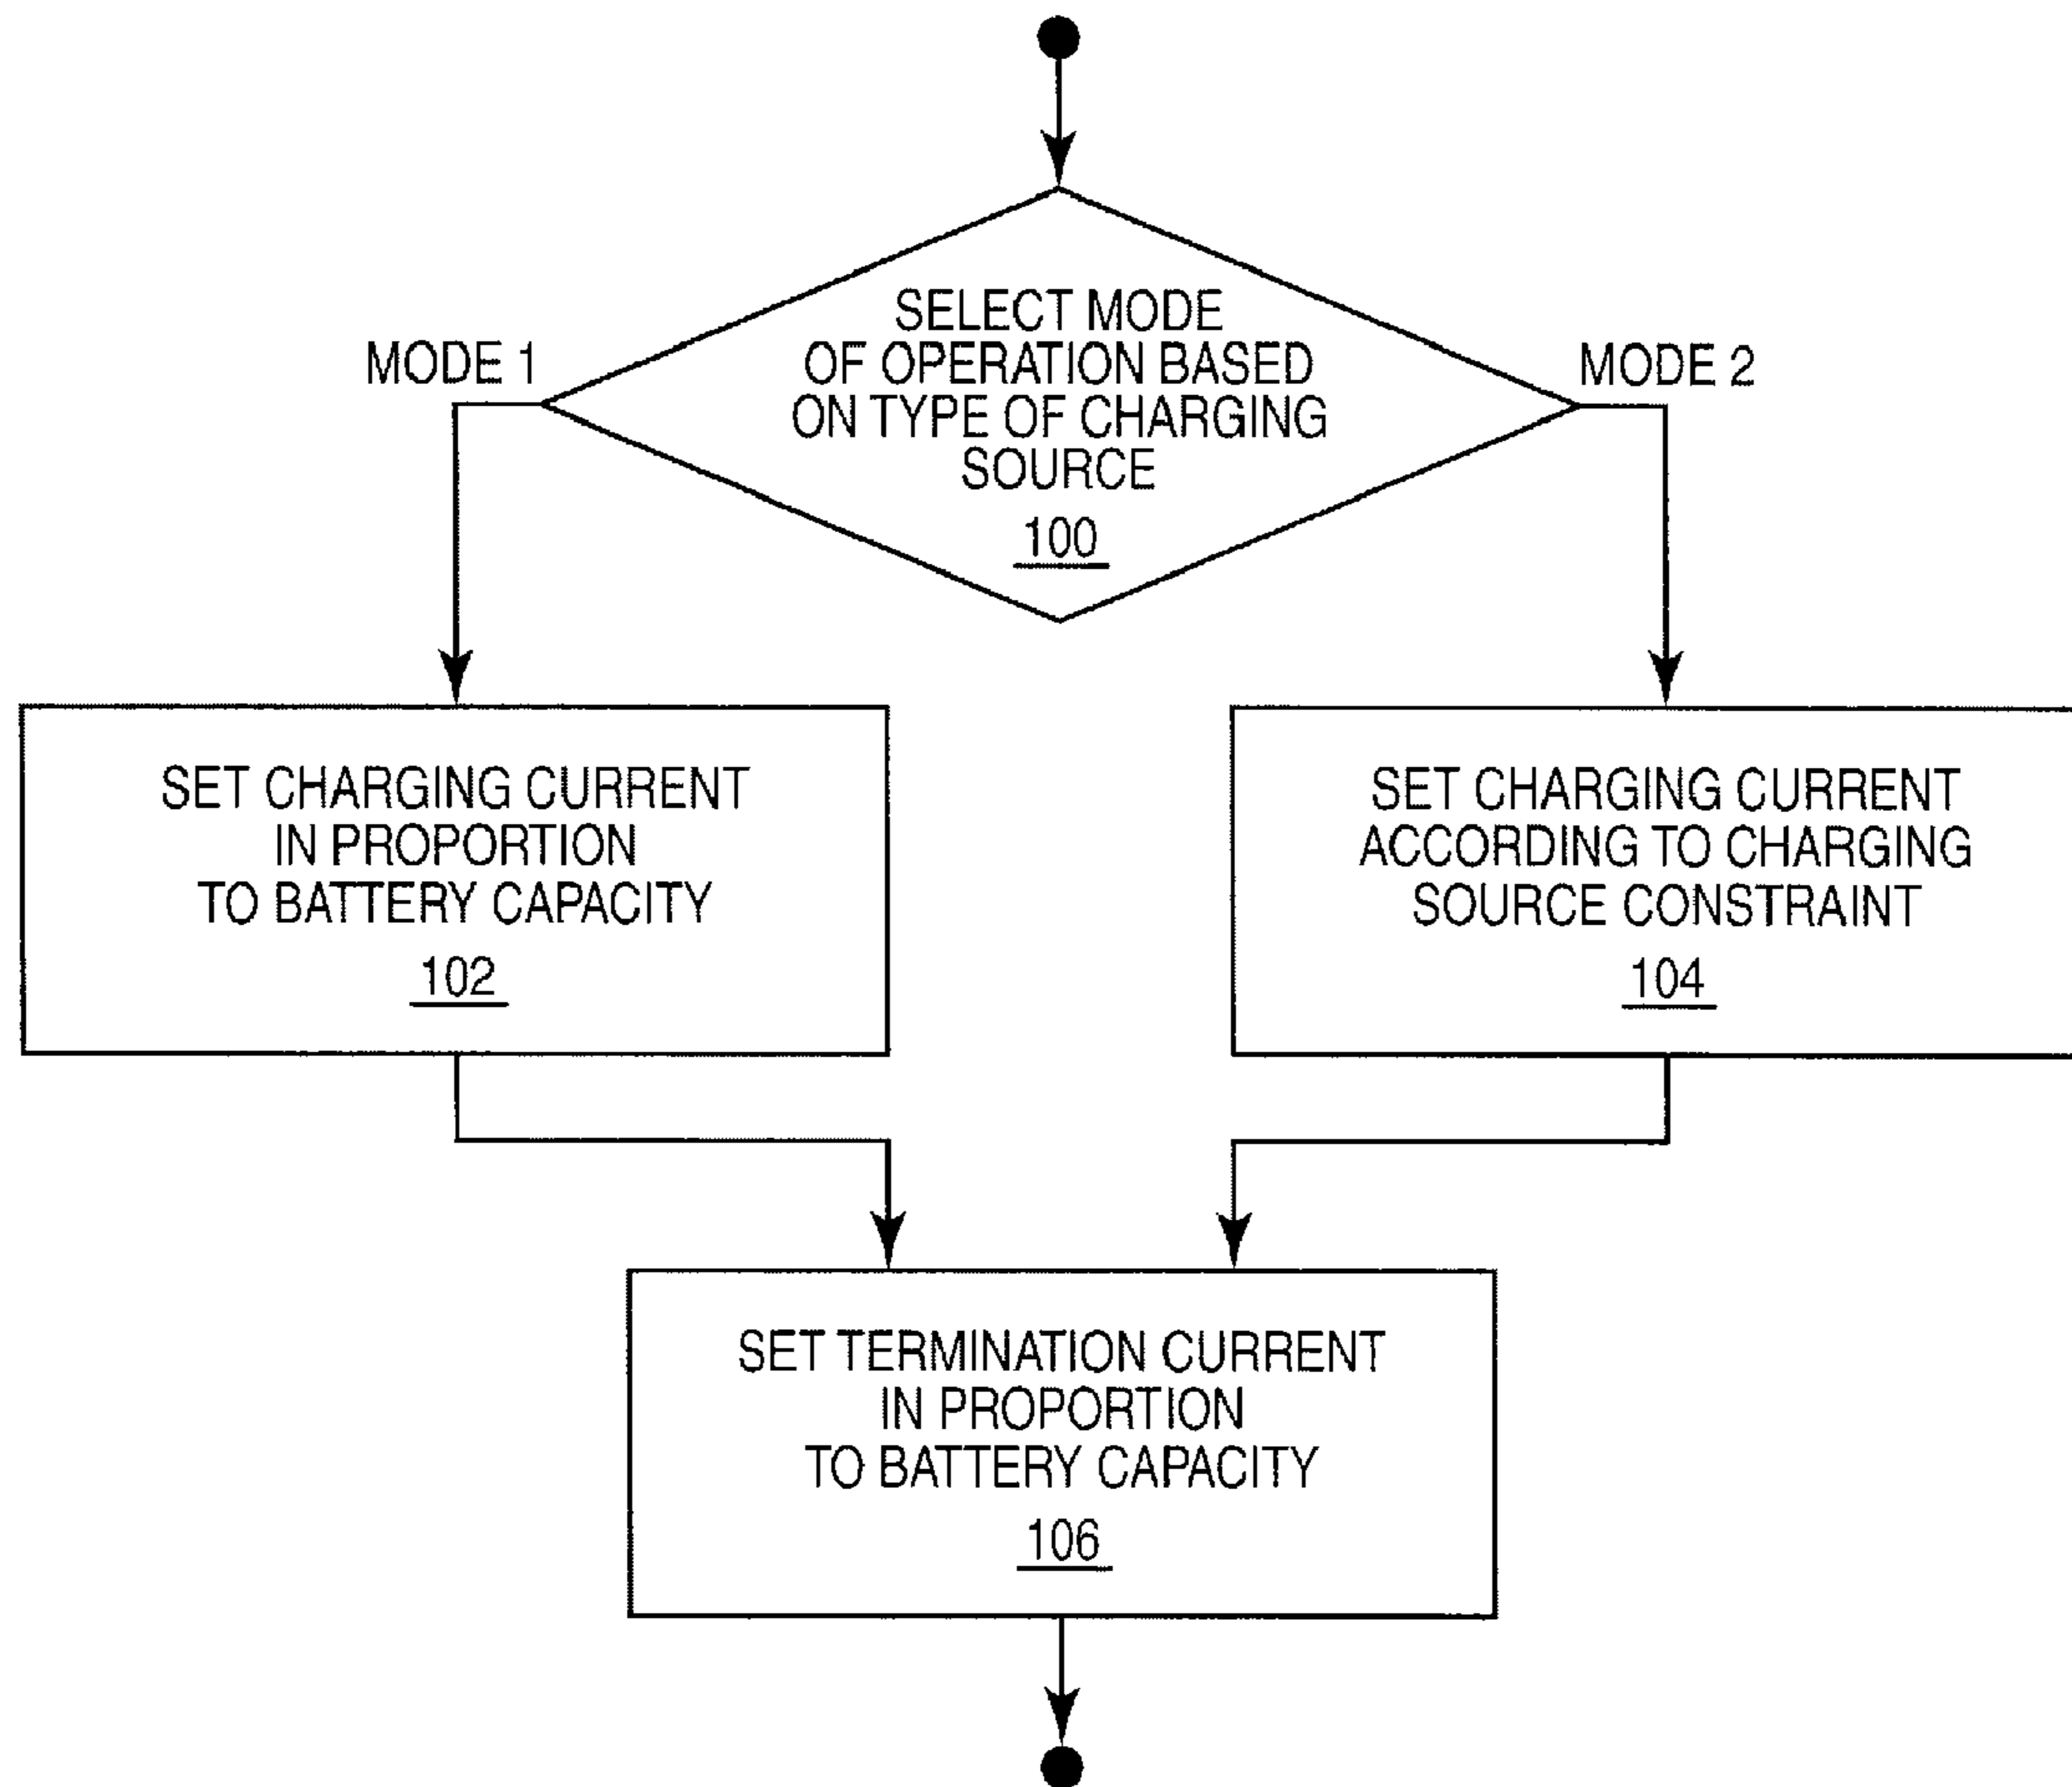 SELECT MODE
OF OPERATION BASED
ON TYPE OF CHARGING
SOURCE
100
MODE 1
MODE 2
SET CHARGING CURRENT
IN PROPORTION
TO BATTERY CAPACITY
102
SET CHARGING CURRENT
ACCORDING TO CHARGING
SOURCE CONSTRAINT
104
SET TERMINATION CURRENT
IN PROPORTION
TO BATTERY CAPACITY
106